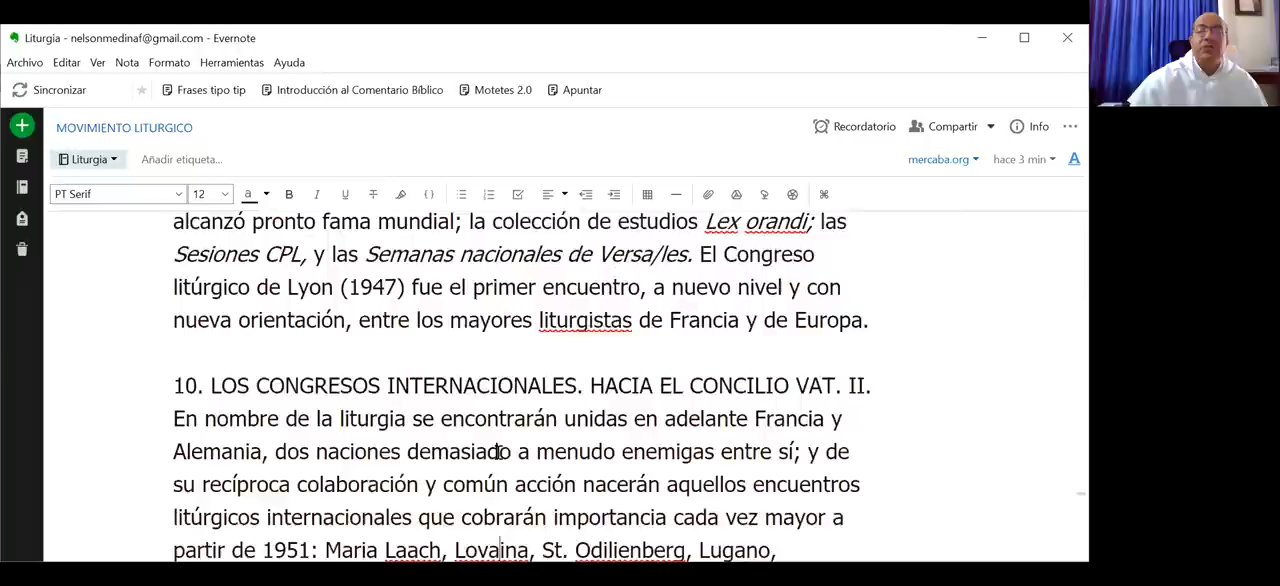 Liturgia - nelsonmedinaf@gmail.com - Evernote
Archivo Editar Ver Nota Formato Herramientas Ayuda
Sincronizar Frases tipo tip Introducción al Comentario Bíblico Motetes 2.0 Apuntar
MOVIMIENTO LITURGICO Recordatorio Compartir Info
Liturgia Añadir etiqueta... mercaba.org hace 3 min
PT Serif 12
alcanzó pronto fama mundial; la colección de estudios Lex orandi; las
Sesiones CPL, y las Semanas nacionales de Versa/les. El Congreso
litúrgico de Lyon (1947) fue el primer encuentro, a nuevo nivel y con
nueva orientación, entre los mayores liturgistas de Francia y de Europa.
10. LOS CONGRESOS INTERNACIONALES. HACIA EL CONCILIO VAT. II.
En nombre de la liturgia se encontrarán unidas en adelante Francia y
Alemania, dos naciones demasiado a menudo enemigas entre sí; y de
su recíproca colaboración y común acción nacerán aquellos encuentros
litúrgicos internacionales que cobrarán importancia cada vez mayor a
partir de 1951: Maria Laach, Lovaina, St. Odilienberg, Lugano,